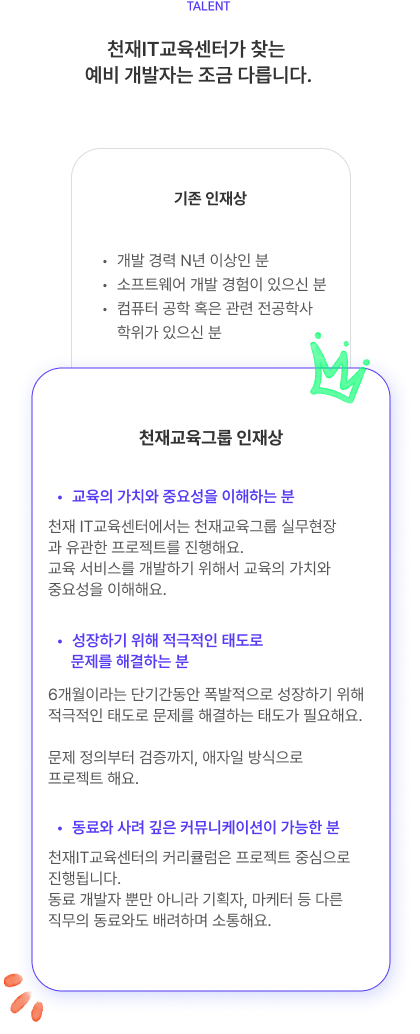 TALENT
천재IT교육센터가 찾는
예비 개발자는 조금 다릅니다.
기존 인재상
• 개발 경력 N년 이상인 분
• 소프트웨어 개발 경험이 있으신 분
• 컴퓨터 공학 혹은 관련 전공학사
학위가 있으신 분
천재교육그룹 인재상
• 교육의 가치와 중요성을 이해하는 분
천재 IT교육센터에서는 천재교육그룹 실무현장
과 유관한 프로젝트를 진행해요.
교육 서비스를 개발하기 위해서 교육의 가치와
중요성을 이해해요.
• 성장하기 위해 적극적인 태도로
문제를 해결하는 분
6개월이라는 단기간동안 폭발적으로 성장하기 위해
적극적인 태도로 문제를 해결하는 태도가 필요해요.
문제 정의부터 검증까지, 애자일 방식으로
프로젝트 해요.
• 동료와 사려 깊은 커뮤니케이션이 가능한 분
천재IT교육센터의 커리큘럼은 프로젝트 중심으로
진행됩니다.
동료 개발자 뿐만 아니라 기획자, 마케터 등 다른
직무의 동료와도 배려하며 소통해요.